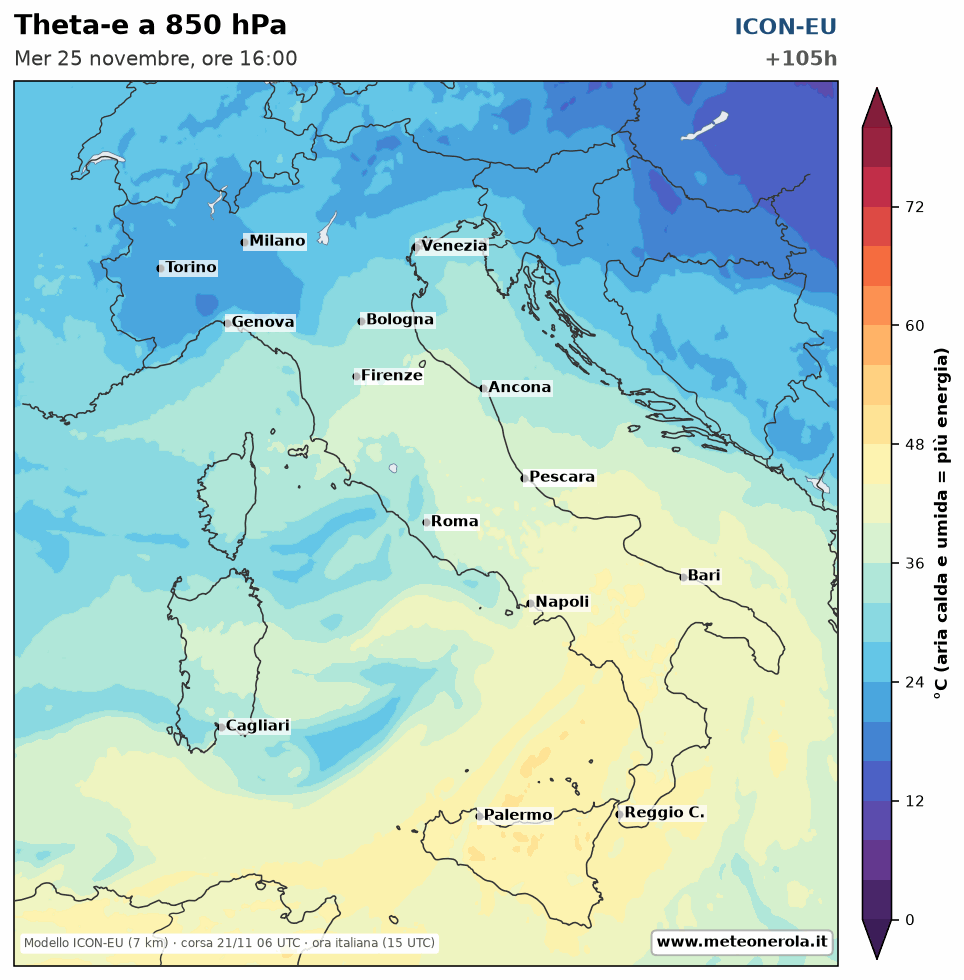 Theta-e a 850 hPa
ICON-EU
Mer 25 novembre, ore 16:00
+105h
Milano
Venezia
Torino
Genova
Bologna
Firenze
Ancona
Pescara
Roma
Bari
Napoli
Cagliari
Palermo
Reggio C.
72
60
48
36
24
12
0
°C (aria calda e umida = più energia)
Modello ICON-EU (7 km) · corsa 21/11 06 UTC · ora italiana (15 UTC)
www.meteonerola.it